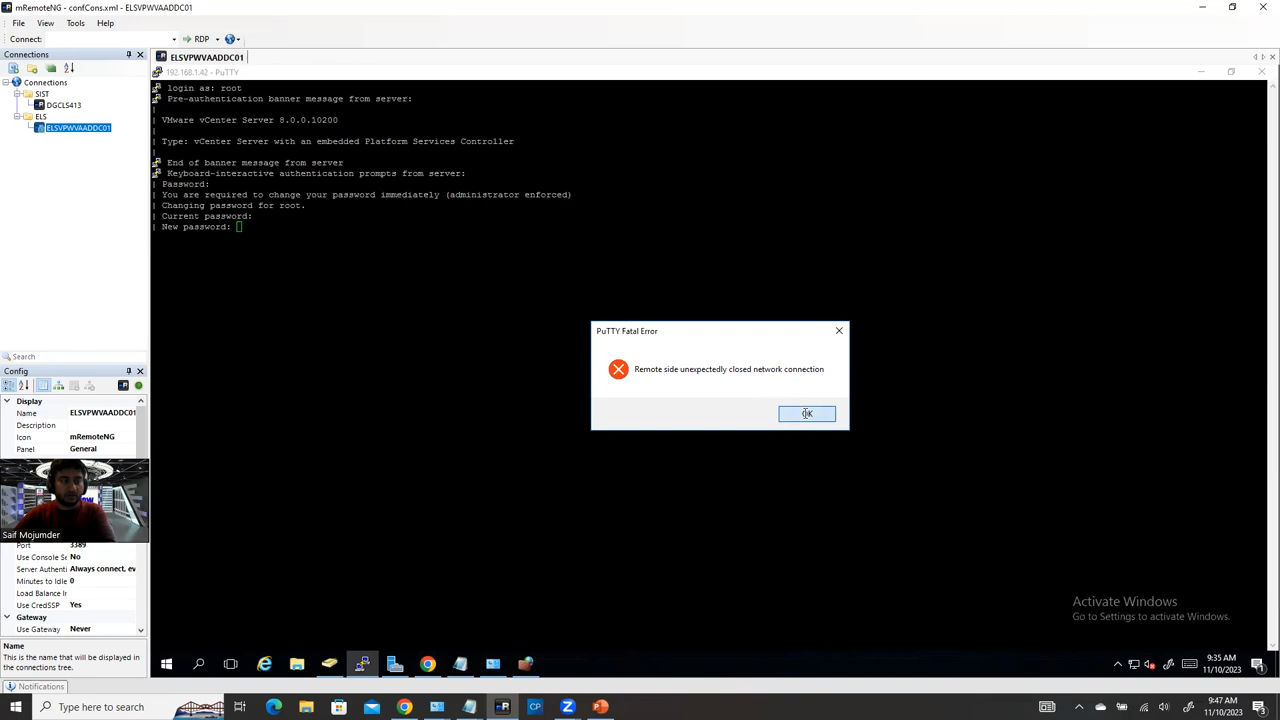 mRemoteNG - confCons.xml - ELSVPWVAADDC01
File View Tools Help
Connect: RDP
Connections
Connections
SIST
DGCLS413
ELS
ELSVPWVAADDC01
ELSVPWVAADDC01
192.168.1.42 - PuTTY
login as: root
Pre-authentication banner message from server:
|
| VMware vCenter Server 8.0.0.10200
|
| Type: vCenter Server with an embedded Platform Services Controller
|
End of banner message from server
Keyboard-interactive authentication prompts from server:
| Password:
| You are required to change your password immediately (administrator enforced)
| Changing password for root.
| Current password:
| New password:
PuTTY Fatal Error
Remote side unexpectedly closed network connection
OK
Search
Config
Display
Name ELSVPWVAADDC01
Description
Icon mRemoteNG
Panel General
Saif Mojumder
Port 3389
Use Console Se No
Server Authenti Always connect, ev
Minutes to Idle 0
Load Balance In
Use CredSSP Yes
Gateway
Use Gateway Never
Name
This is the name that will be displayed in
the connections tree.
Notifications
Activate Windows
Go to Settings to activate Windows.
9:35 AM
11/10/2023
Type here to search
CP
9:47 AM
11/10/2023